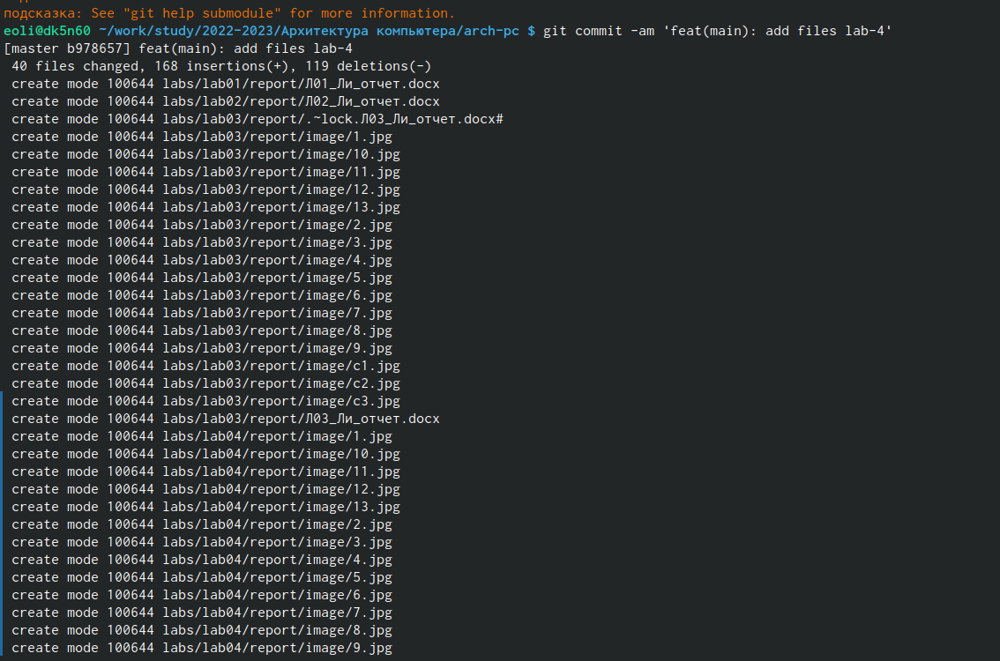 подсказка: See "git help submodule" for more information.
eoli@dk5n60 ~/work/study/2022-2023/Архитектура компьютера/arch-pc $ git commit -am 'feat(main): add files lab-4'
[master b978657] feat(main): add files lab-4
 40 files changed, 168 insertions(+), 119 deletions(-)
 create mode 100644 labs/lab01/report/Л01_Ли_отчет.docx
 create mode 100644 labs/lab02/report/Л02_Ли_отчет.docx
 create mode 100644 labs/lab03/report/.~lock.Л03_Ли_отчет.docx#
 create mode 100644 labs/lab03/report/image/1.jpg
 create mode 100644 labs/lab03/report/image/10.jpg
 create mode 100644 labs/lab03/report/image/11.jpg
 create mode 100644 labs/lab03/report/image/12.jpg
 create mode 100644 labs/lab03/report/image/13.jpg
 create mode 100644 labs/lab03/report/image/2.jpg
 create mode 100644 labs/lab03/report/image/3.jpg
 create mode 100644 labs/lab03/report/image/4.jpg
 create mode 100644 labs/lab03/report/image/5.jpg
 create mode 100644 labs/lab03/report/image/6.jpg
 create mode 100644 labs/lab03/report/image/7.jpg
 create mode 100644 labs/lab03/report/image/8.jpg
 create mode 100644 labs/lab03/report/image/9.jpg
 create mode 100644 labs/lab03/report/image/c1.jpg
 create mode 100644 labs/lab03/report/image/c2.jpg
 create mode 100644 labs/lab03/report/image/c3.jpg
 create mode 100644 labs/lab03/report/Л03_Ли_отчет.docx
 create mode 100644 labs/lab04/report/image/1.jpg
 create mode 100644 labs/lab04/report/image/10.jpg
 create mode 100644 labs/lab04/report/image/11.jpg
 create mode 100644 labs/lab04/report/image/12.jpg
 create mode 100644 labs/lab04/report/image/13.jpg
 create mode 100644 labs/lab04/report/image/2.jpg
 create mode 100644 labs/lab04/report/image/3.jpg
 create mode 100644 labs/lab04/report/image/4.jpg
 create mode 100644 labs/lab04/report/image/5.jpg
 create mode 100644 labs/lab04/report/image/6.jpg
 create mode 100644 labs/lab04/report/image/7.jpg
 create mode 100644 labs/lab04/report/image/8.jpg
 create mode 100644 labs/lab04/report/image/9.jpg